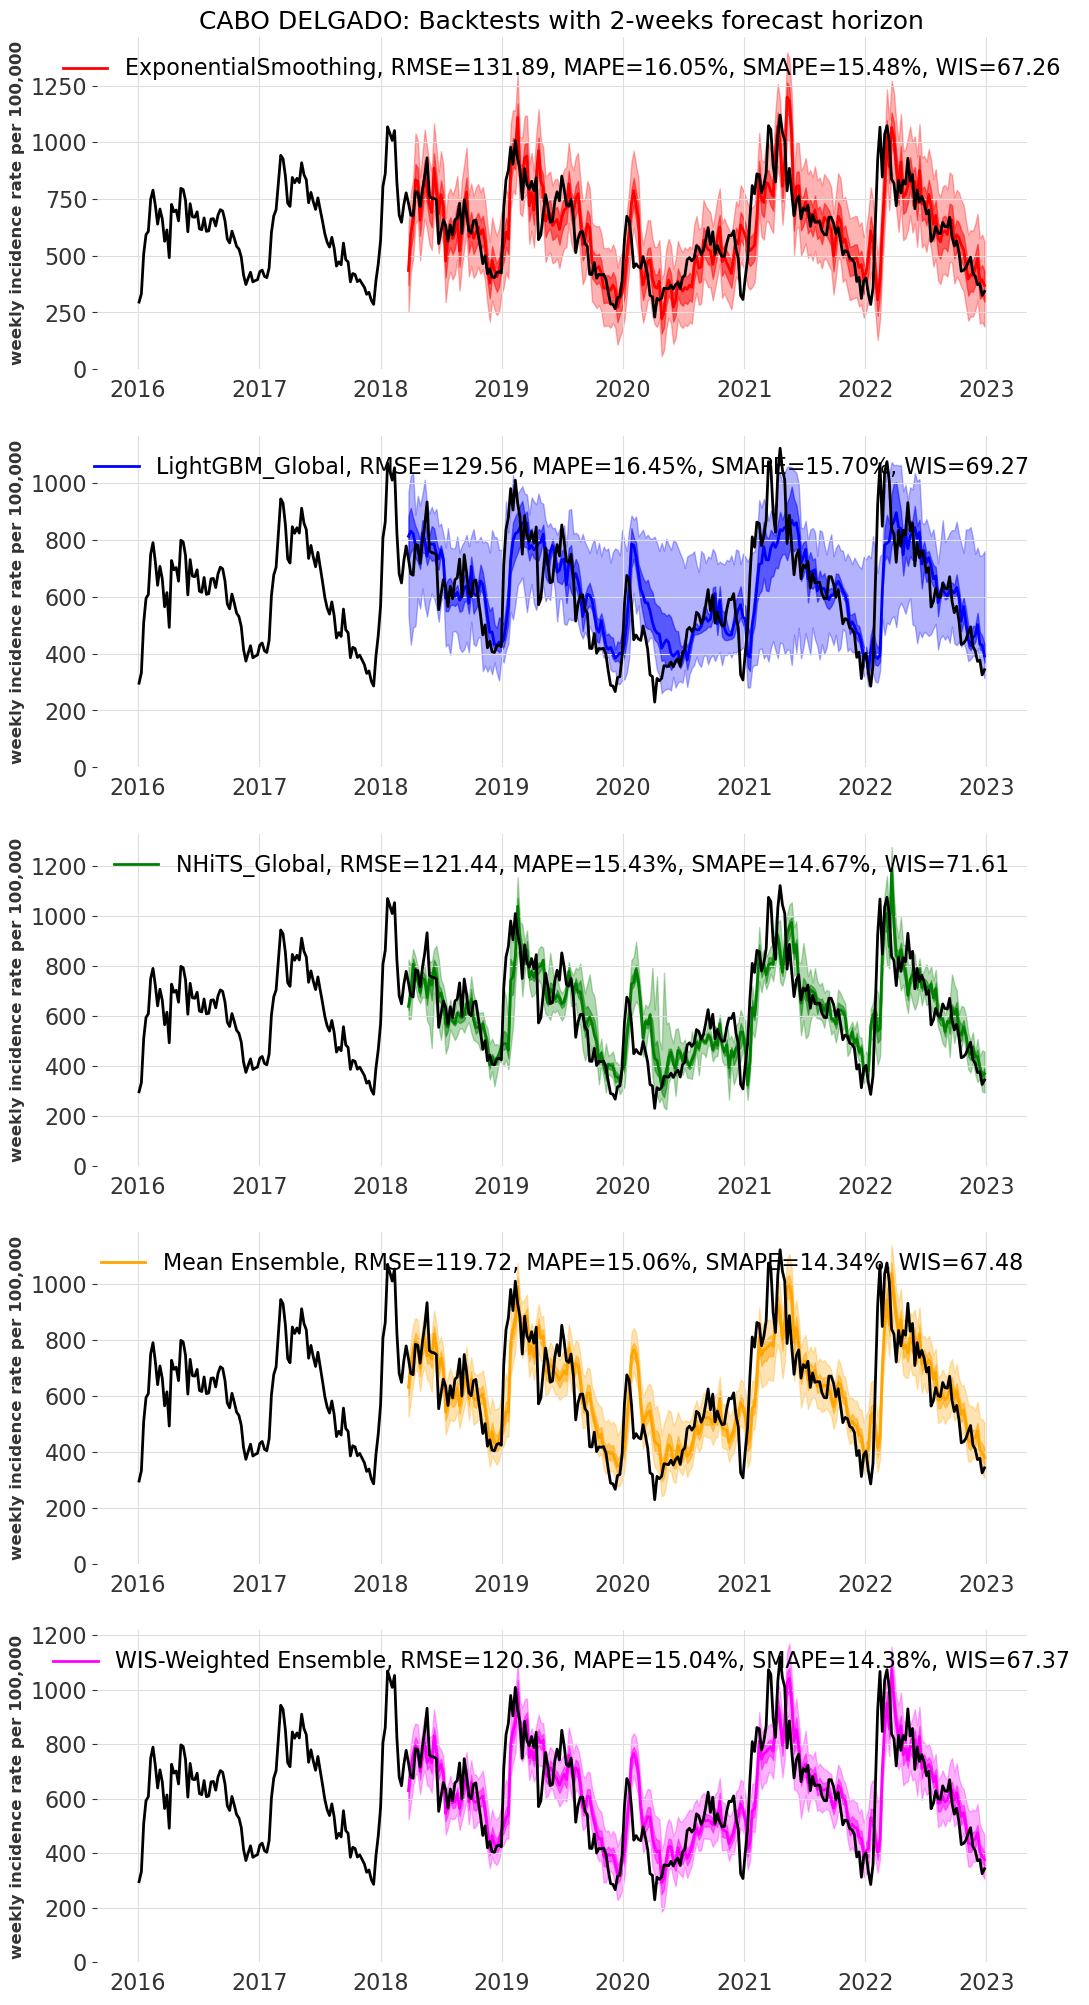 CABO DELGADO: Backtests with 2-weeks forecast horizon
ExponentialSmoothing, RMSE=131.89, MAPE=16.05%, SMAPE=15.48%, WIS=67.26
weekly incidence rate per 100,000
1250
1000
750
500
250
0
2016 2017 2018 2019 2020 2021 2022 2023
LightGBM_Global, RMSE=129.56, MAPE=16.45%, SMAPE=15.70%, WIS=69.27
weekly incidence rate per 100,000
1000
800
600
400
200
0
2016 2017 2018 2019 2020 2021 2022 2023
NHiTS_Global, RMSE=121.44, MAPE=15.43%, SMAPE=14.67%, WIS=71.61
weekly incidence rate per 100,000
1200
1000
800
600
400
200
0
2016 2017 2018 2019 2020 2021 2022 2023
Mean Ensemble, RMSE=119.72, MAPE=15.06%, SMAPE=14.34%, WIS=67.48
weekly incidence rate per 100,000
1000
800
600
400
200
0
2016 2017 2018 2019 2020 2021 2022 2023
1200
WIS-Weighted Ensemble, RMSE=120.36, MAPE=15.04%, SMAPE=14.38%, WIS=67.37
weekly incidence rate per 100,000
1000
800
600
400
200
0
2016 2017 2018 2019 2020 2021 2022 2023